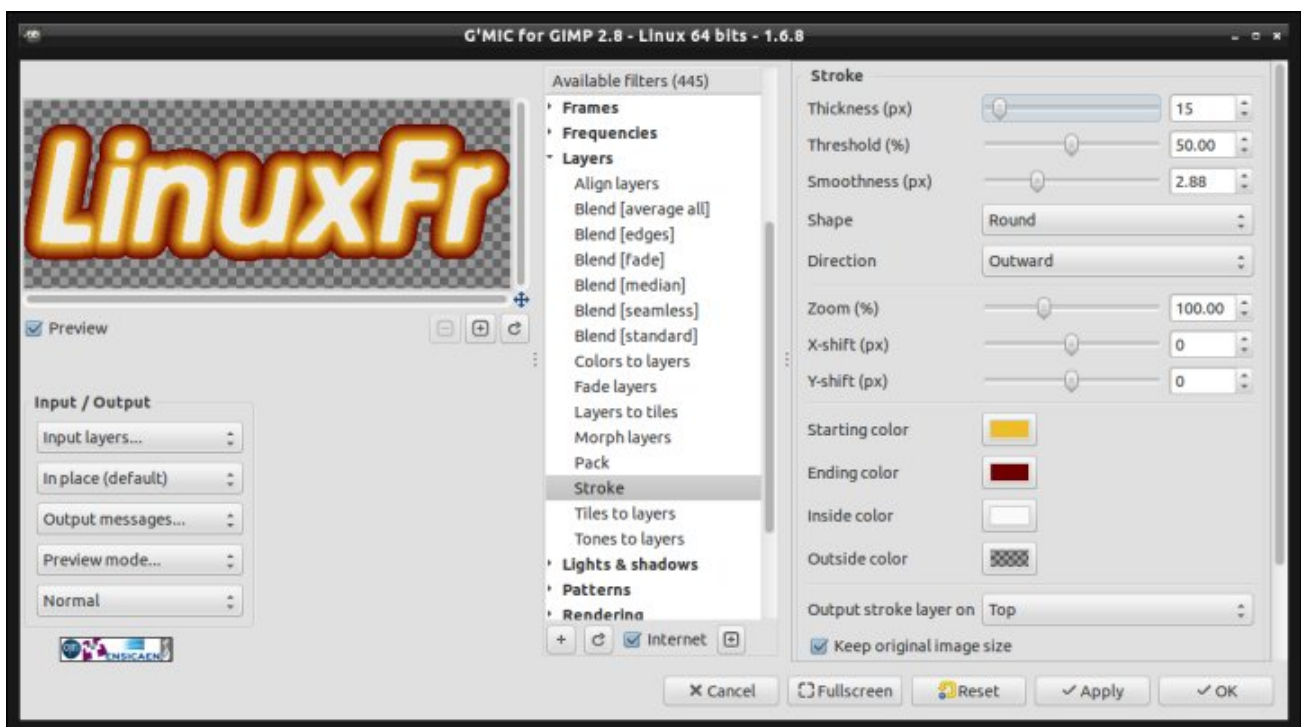 G'MIC for GIMP 2.8 - Linux 64 bits - 1.6.8
LinuxFr
Preview
Input / Output
Input layers...
In place (default)
Output messages...
Preview mode...
Normal
ENSICAEN
Available filters (445)
Frames
Frequencies
Layers
Align layers
Blend [average all]
Blend [edges]
Blend [fade]
Blend [median]
Blend [seamless]
Blend [standard]
Colors to layers
Fade layers
Layers to tiles
Morph layers
Pack
Stroke
Tiles to layers
Tones to layers
Lights & shadows
Patterns
Rendering
+ Internet
Stroke
Thickness (px) 15
Threshold (%) 50.00
Smoothness (px) 2.88
Shape Round
Direction Outward
Zoom (%) 100.00
X-shift (px) 0
Y-shift (px) 0
Starting color
Ending color
Inside color
Outside color
Output stroke layer on Top
Keep original image size
Cancel Fullscreen Reset Apply OK